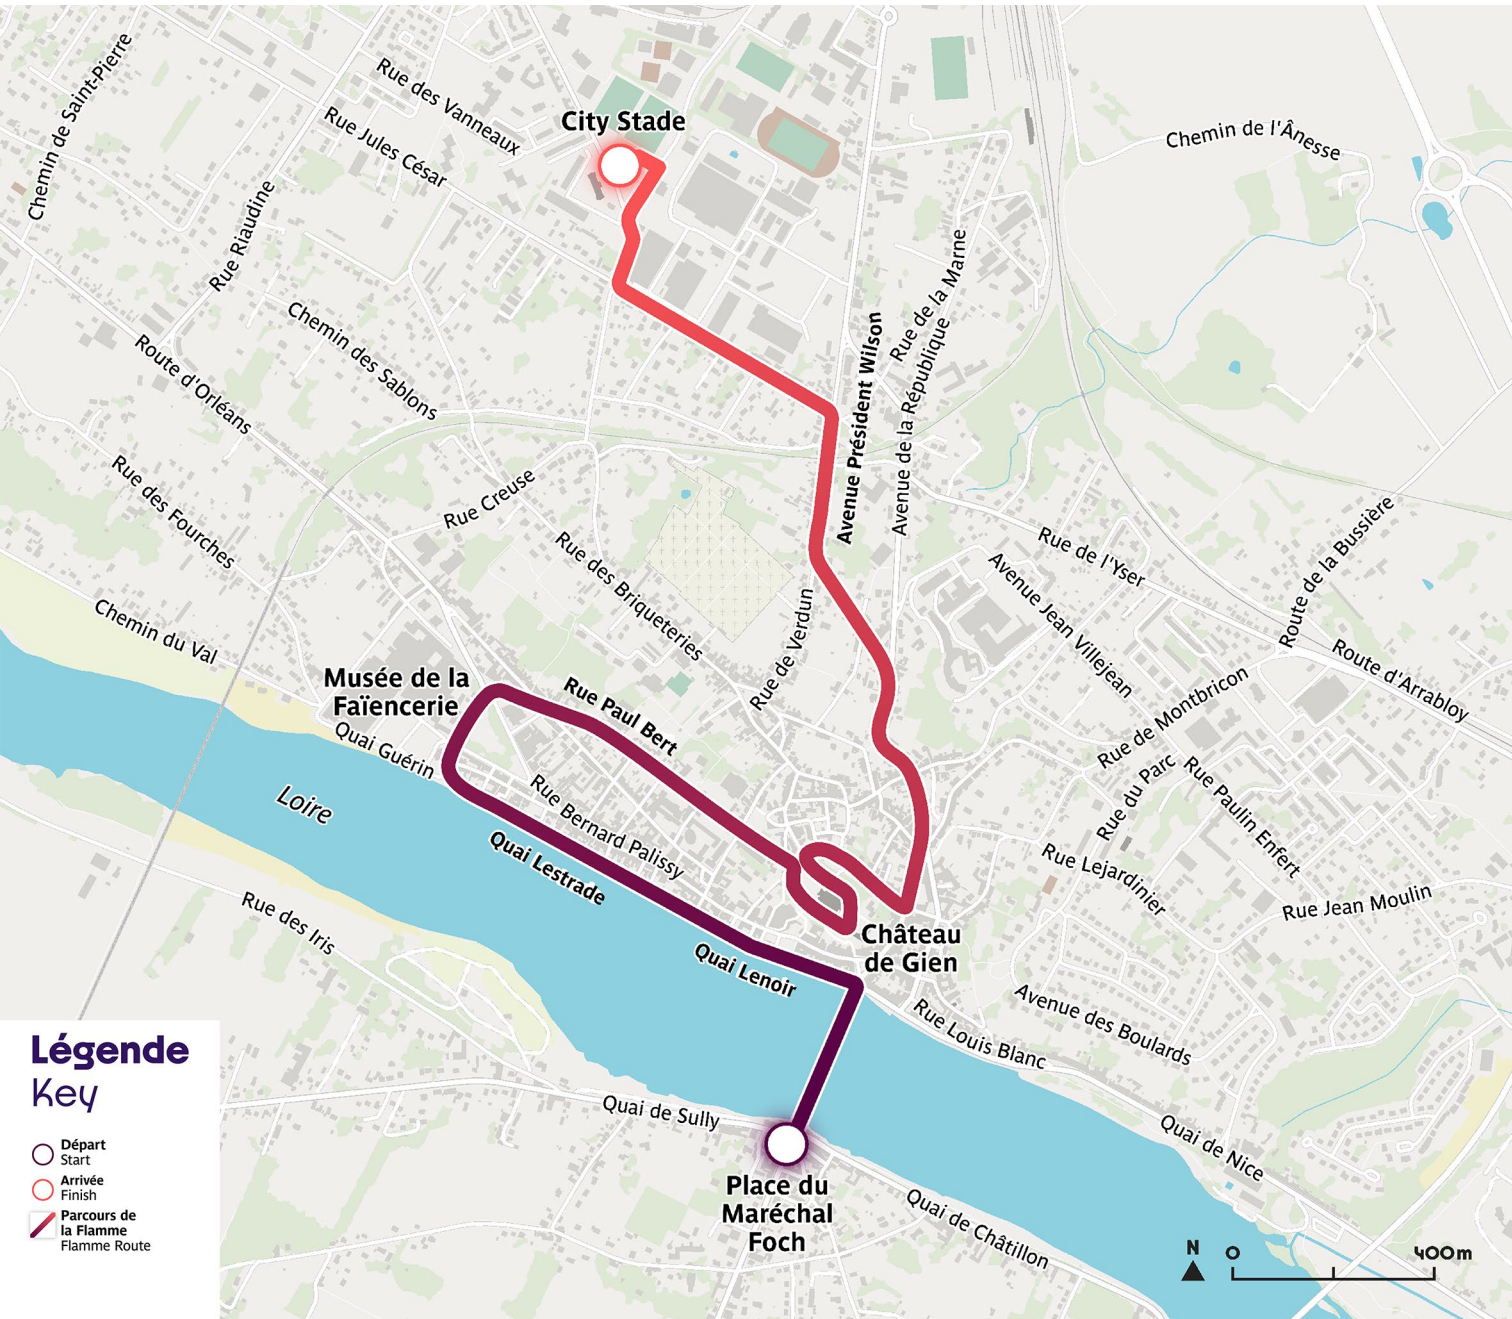 Chemin de Saint-Pierre
Rue des Vanneaux
Rue Jules César
Rue Riaudine
City Stade
Chemin de l'Ânesse
Chemin des Sablons
Route d'Orléans
Rue des Fourches
Rue Creuse
Rue des Briqueteries
Rue de Verdun
Avenue Président Wilson
Rue de la Marne
Avenue de la République
Rue de l'Yser
Avenue Jean Villejean
Route de la Bussière
Route d'Arrabloy
Rue de Montbricon
Rue du Parc
Rue Paulin Enfert
Rue Lejardinier
Rue Jean Moulin
Chemin du Val
Musée de la
Faïencerie
Quai Guérin
Rue Paul Bert
Rue Bernard Palissy
Loire
Quai Lestrade
Quai Lenoir
Château
de Gien
Rue des Iris
Rue Louis Blanc
Avenue des Boulards
Quai de Sully
Quai de Nice
Place du
Maréchal
Foch
Quai de Châtillon
Légende
Key
Départ
Start
Arrivée
Finish
Parcours de
la Flamme
Flamme Route
N
0 400m